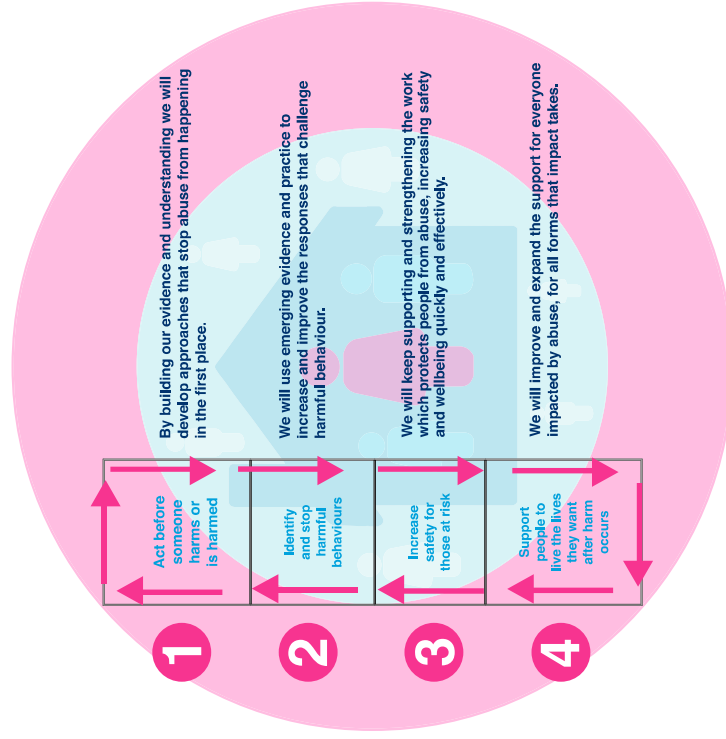 1
Act before
someone
harms or
is harmed
By building our evidence and understanding we will
develop approaches that stop abuse from happening
in the first place.
2
Identify
and stop
harmful
behaviours
We will use emerging evidence and practice to
increase and improve the responses that challenge
harmful behaviour.
3
Increase
safety for
those at risk
We will keep supporting and strengthening the work
which protects people from abuse, increasing safety
and wellbeing quickly and effectively.
4
Support
people to
live the lives
they want
after harm
occurs
We will improve and expand the support for everyone
impacted by abuse, for all forms that impact takes.